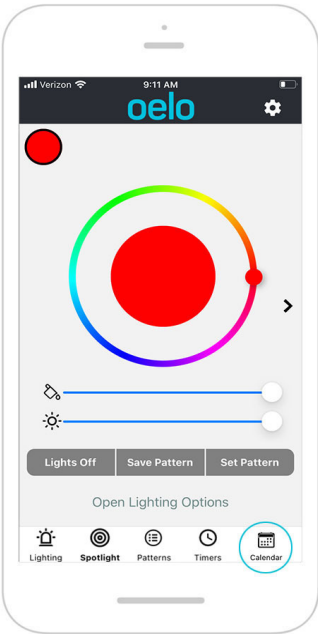 Verizon 9:11 AM
oelo
Lights Off Save Pattern Set Pattern
Open Lighting Options
Lighting Spotlight Patterns Timers Calendar